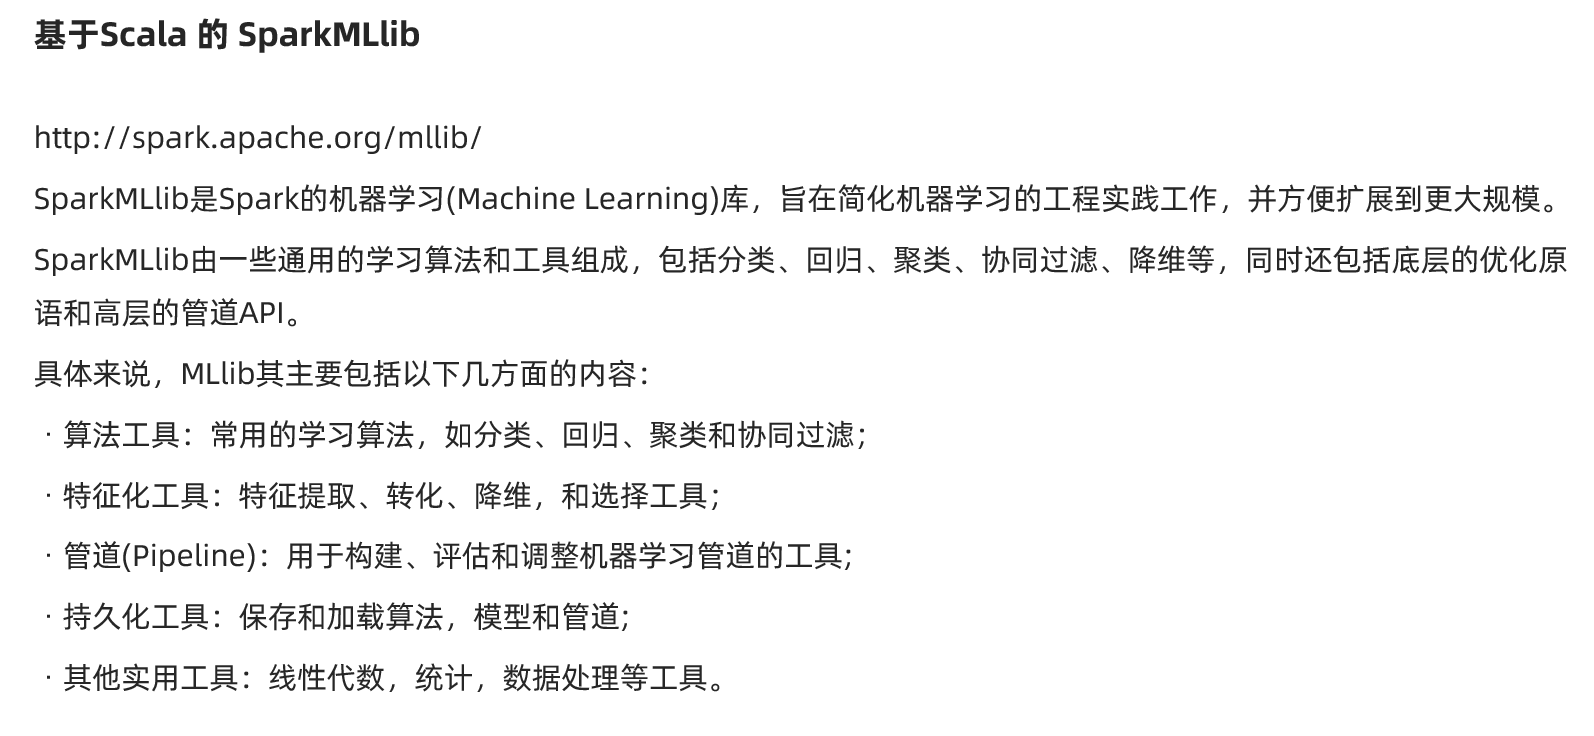 基于Scala 的 SparkMLlib
http://spark.apache.org/mllib/
SparkMLlib是Spark的机器学习(Machine Learning)库，旨在简化机器学习的工程实践工作，并方便扩展到更大规模。
SparkMLlib由一些通用的学习算法和工具组成，包括分类、回归、聚类、协同过滤、降维等，同时还包括底层的优化原
语和高层的管道API。
具体来说，MLlib其主要包括以下几方面的内容：
· 算法工具：常用的学习算法，如分类、回归、聚类和协同过滤；
· 特征化工具：特征提取、转化、降维，和选择工具；
· 管道(Pipeline)：用于构建、评估和调整机器学习管道的工具;
· 持久化工具：保存和加载算法，模型和管道;
· 其他实用工具：线性代数，统计，数据处理等工具。